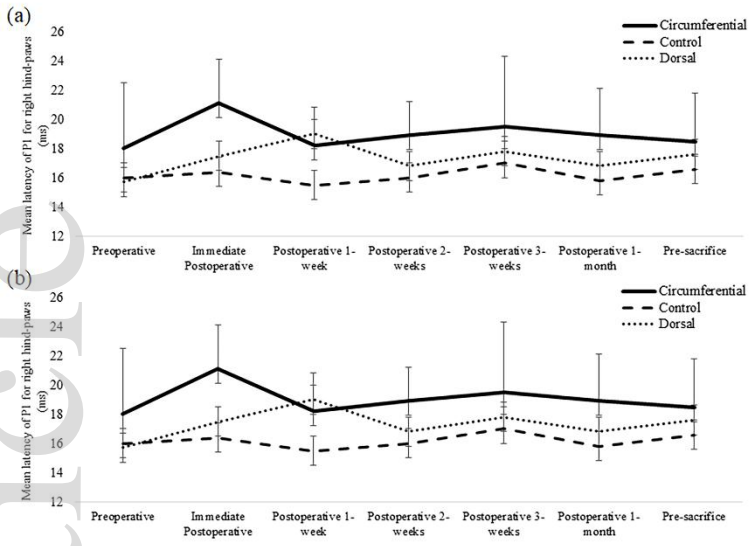 (a)
Mean latency of P1 for right hind-paws
(ms)
26
24
22
20
18
16
14
12
Circumferential
Control
Dorsal
Preoperative
Immediate
Postoperative
Postoperative 1-
week
Postoperative 2-
weeks
Postoperative 3-
weeks
Postoperative 1-
month
Pre-sacrifice
(b)
Mean latency of P1 for right hind-paws
(ms)
26
24
22
20
18
16
14
12
Circumferential
Control
Dorsal
Preoperative
Immediate
Postoperative
Postoperative 1-
week
Postoperative 2-
weeks
Postoperative 3-
weeks
Postoperative 1-
month
Pre-sacrifice